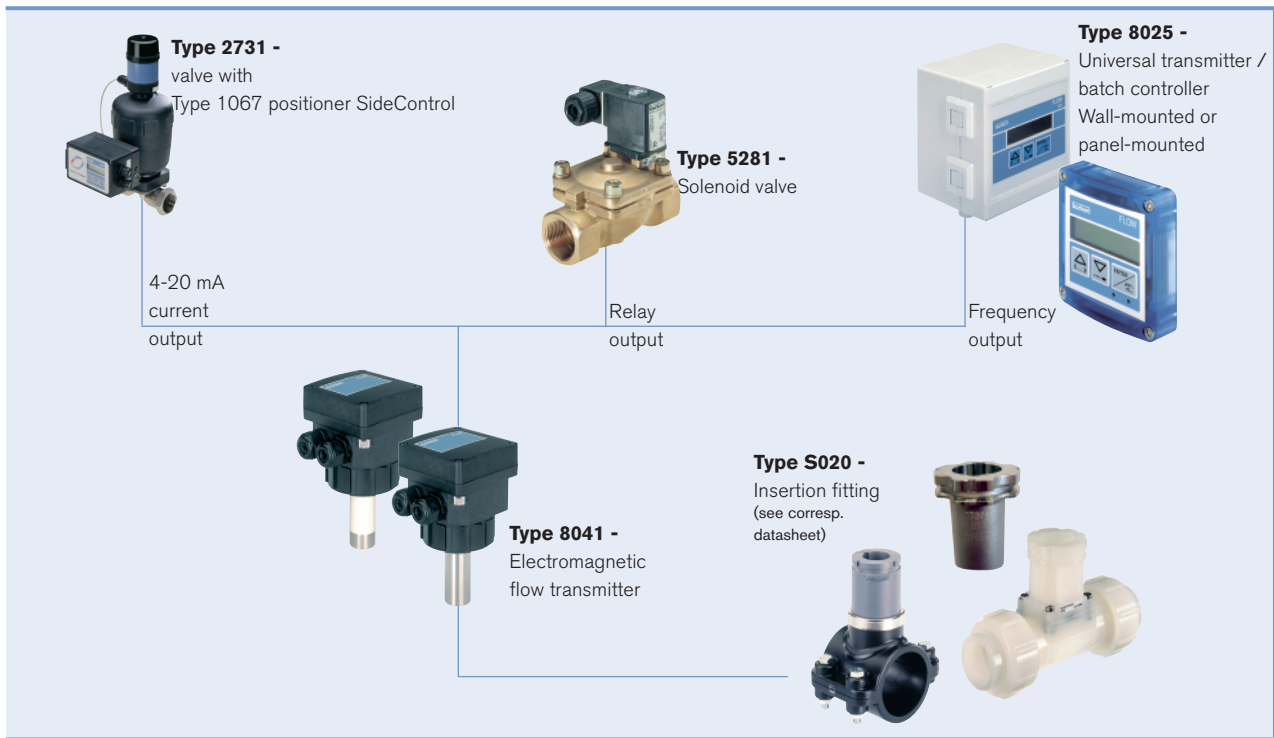 Type 2731 -
valve with
Type 1067 positioner SideControl
Type 5281 -
Solenoid valve
Type 8025 -
Universal transmitter /
batch controller
Wall-mounted or
panel-mounted
FLOW
ENTER
4-20 mA
current
output
Relay
output
Frequency
output
Type 8041 -
Electromagnetic
flow transmitter
Type S020 -
Insertion fitting
(see corresp.
datasheet)